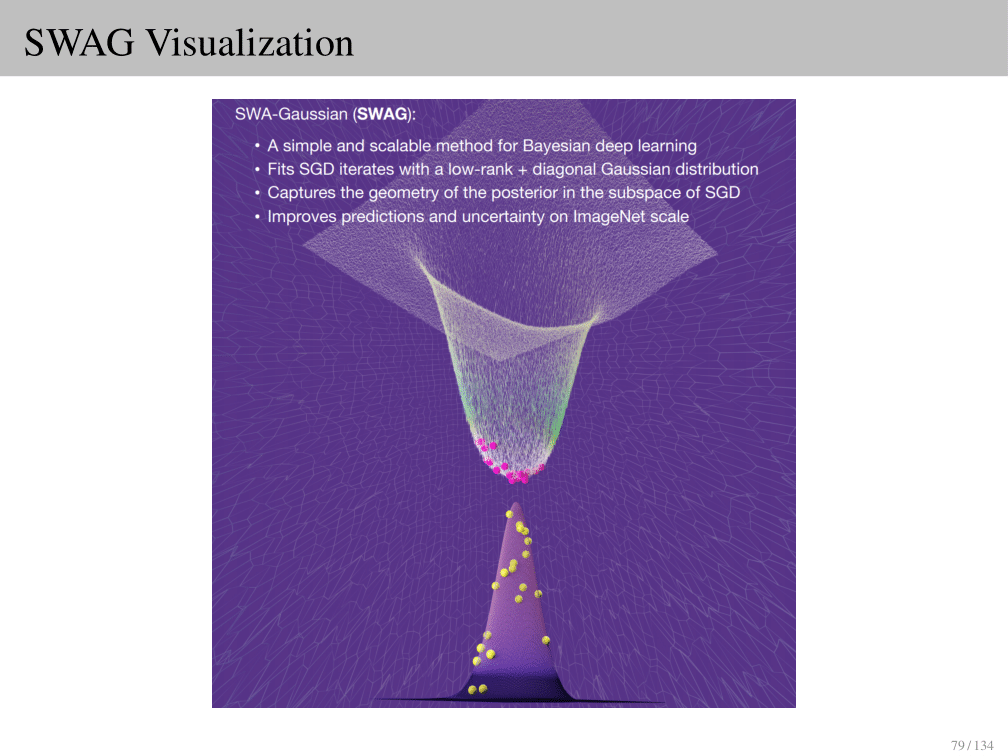 SWAG Visualization
SWA-Gaussian (SWAG):
• A simple and scalable method for Bayesian deep learning
• Fits SGD iterates with a low-rank + diagonal Gaussian distribution
• Captures the geometry of the posterior in the subspace of SGD
• Improves predictions and uncertainty on ImageNet scale
79 / 134